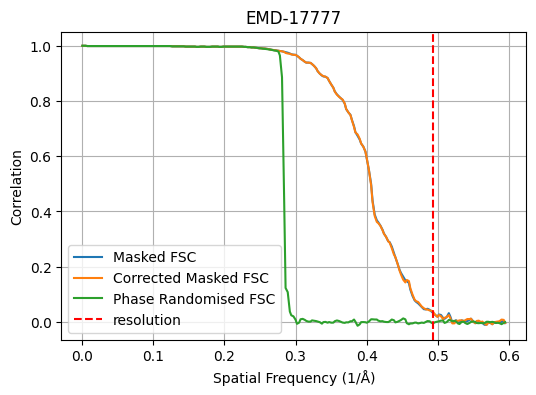 EMD-17777
Correlation
1.0
0.8
0.6
0.4
0.2
0.0
Masked FSC
Corrected Masked FSC
Phase Randomised FSC
resolution
0.0 0.1 0.2 0.3 0.4 0.5 0.6
Spatial Frequency (1/Å)